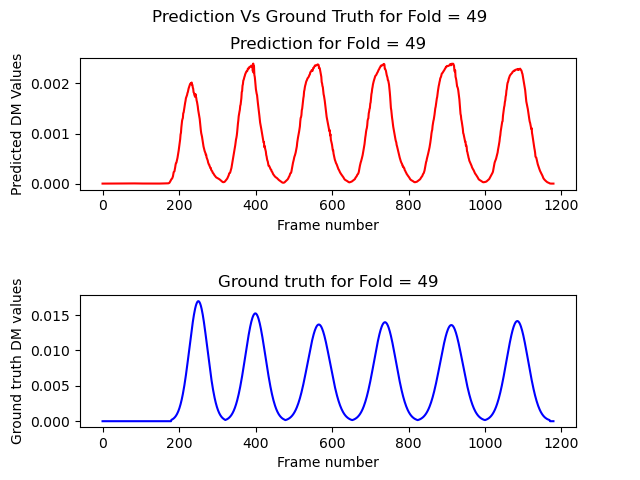 Prediction Vs Ground Truth for Fold = 49
Prediction for Fold = 49
Predicted DM Values
0.002
0.001
0.000
0 200 400 600 800 1000 1200
Frame number
Ground truth for Fold = 49
Ground truth DM values
0.015
0.010
0.005
0.000
0 200 400 600 800 1000 1200
Frame number